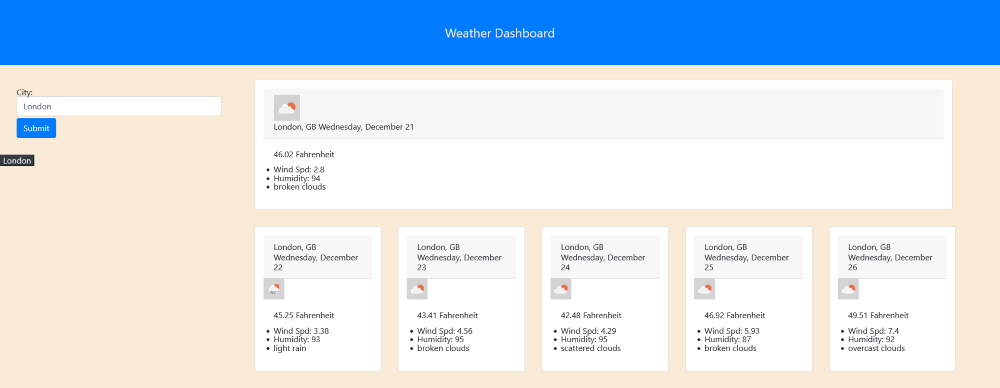 Weather Dashboard
City:
London
Submit
London
London, GB Wednesday, December 21
46.02 Fahrenheit
Wind Spd: 2.8
Humidity: 94
broken clouds
London, GB
Wednesday, December
22
45.25 Fahrenheit
Wind Spd: 3.38
Humidity: 93
light rain
London, GB
Wednesday, December
23
43.41 Fahrenheit
Wind Spd: 4.56
Humidity: 95
broken clouds
London, GB
Wednesday, December
24
42.48 Fahrenheit
Wind Spd: 4.29
Humidity: 95
scattered clouds
London, GB
Wednesday, December
25
46.92 Fahrenheit
Wind Spd: 5.93
Humidity: 87
broken clouds
London, GB
Wednesday, December
26
49.51 Fahrenheit
Wind Spd: 7.4
Humidity: 92
overcast clouds